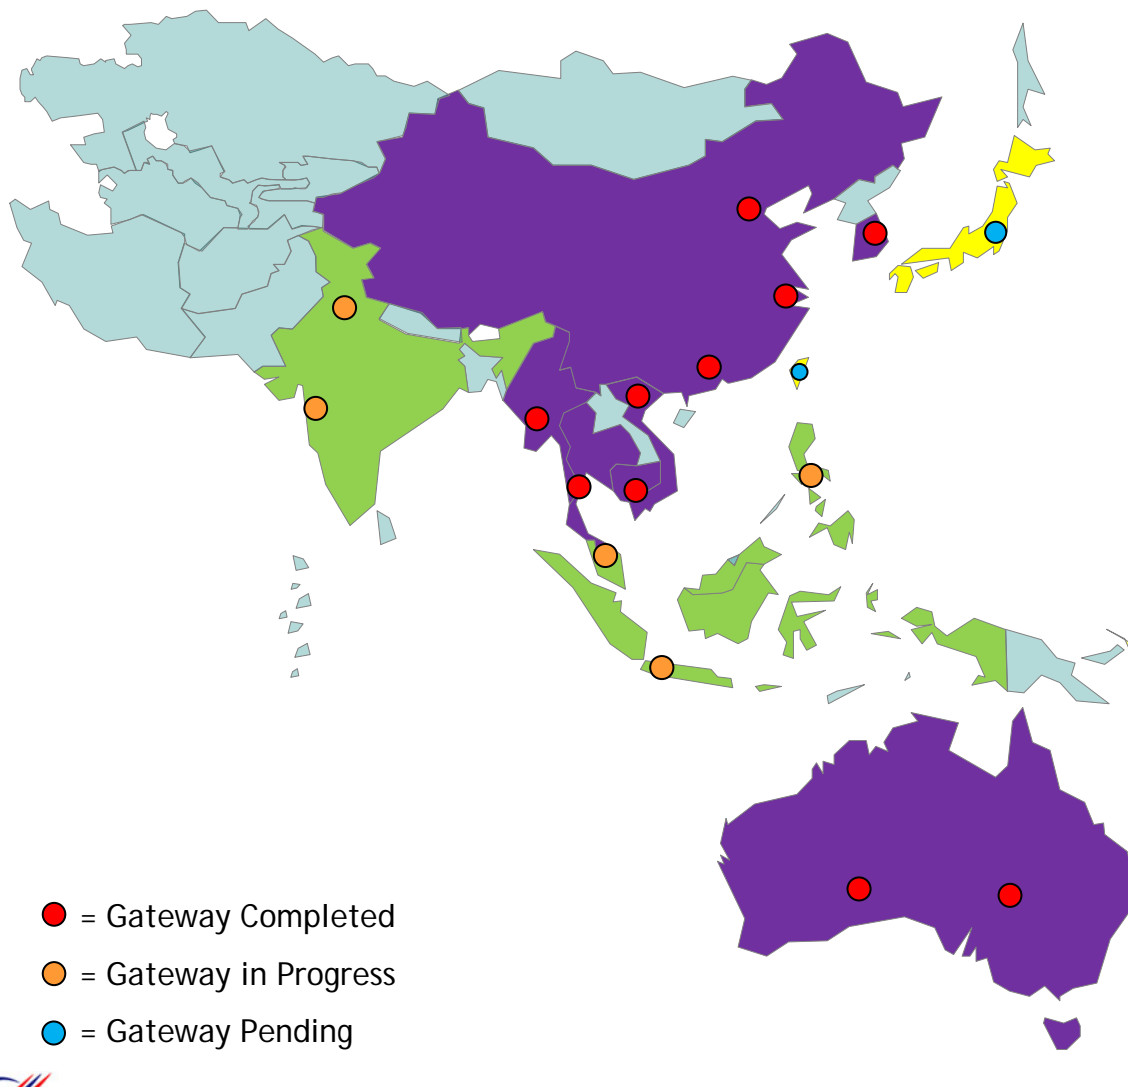 = Gateway Completed
= Gateway in Progress
= Gateway Pending